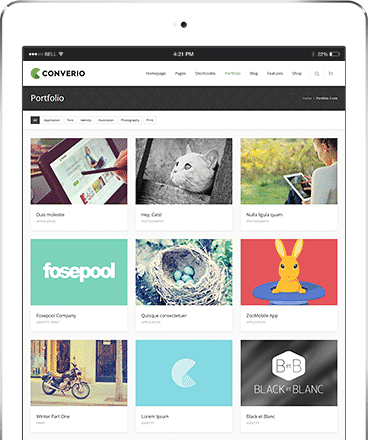 BELL 4:21 PM 22%
CONVERIO Homepage Pages Shortcodes Portfolio Blog Features Shop
Portfolio
Home / Portfolio 3 cols
All Application Font Identity Illustration Photography Print
Duis molestie Hey, Cats! Nulla ligula quam
APPLICATION PHOTOGRAPHY PHOTOGRAPHY
fosepool
Fosepool Company Quisque consectetuer ZocMobile App
IDENTITY, PRINT APPLICATION APPLICATION
B ET B
BLACK et BLANC
Winter Part One Lorem Ipsum Black et Blanc
PRINT IDENTITY IDENTITY